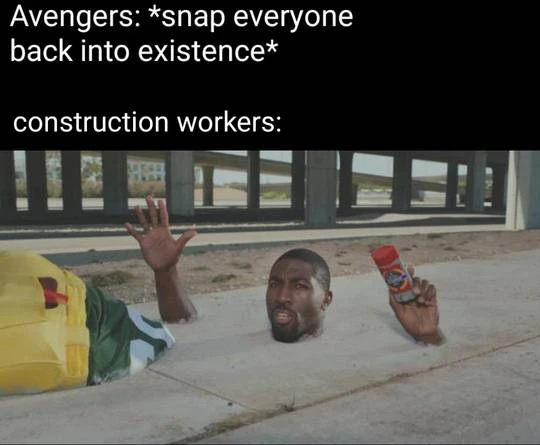 Avengers: *snap everyone
back into existence*
construction workers: